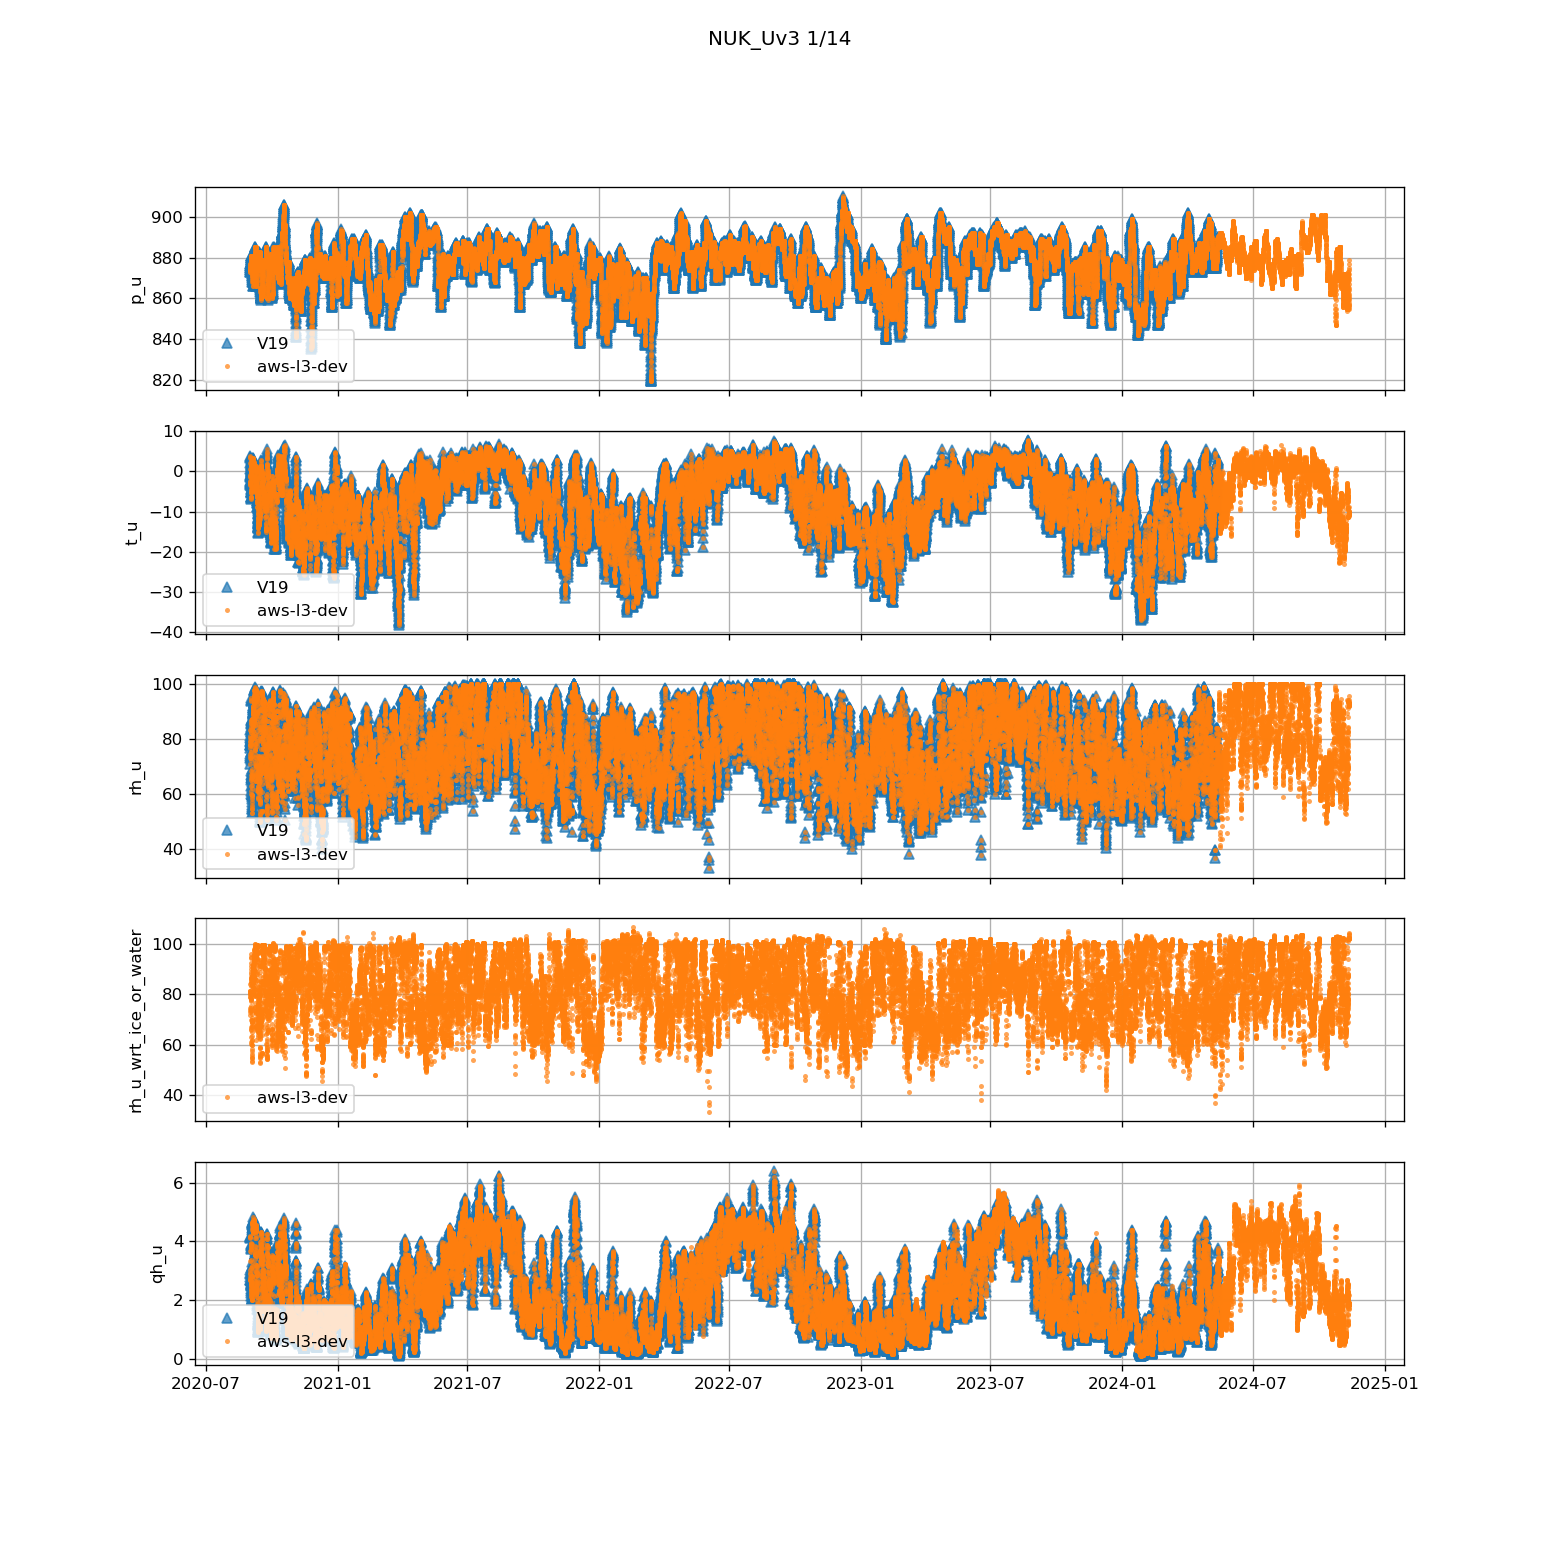 NUK_Uv3 1/14
900
880
860
840
820
p_u
V19
aws-l3-dev
10
0
−10
−20
−30
−40
t_u
V19
aws-l3-dev
100
80
60
40
rh_u
V19
aws-l3-dev
100
80
60
40
rh_u_wrt_ice_or_water
aws-l3-dev
6
4
2
0
qh_u
V19
aws-l3-dev
2020-07 2021-01 2021-07 2022-01 2022-07 2023-01 2023-07 2024-01 2024-07 2025-01